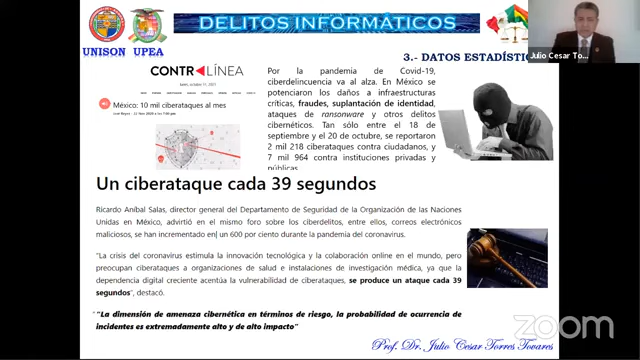 DELITOS INFORMÁTICOS
UNISON UPEA
3.- DATOS ESTADÍSTIC
Julio Cesar To...
CONTRALÍNEA
México: 10 mil ciberataques al mes
Por la pandemia de Covid-19,
ciberdelincuencia va al alza. En México se
potenciaron los daños a infraestructuras
críticas, fraudes, suplantación de identidad,
ataques de ransomware y otros delitos
cibernéticos. Tan sólo entre el 18 de
septiembre y el 20 de octubre, se reportaron
2 mil 218 ciberataques contra ciudadanos, y
7 mil 964 contra instituciones privadas y
públicas.
Un ciberataque cada 39 segundos
Ricardo Aníbal Salas, director general del Departamento de Seguridad de la Organización de las Naciones
Unidas en México, advirtió en el mismo foro sobre los ciberdelitos, entre ellos, correos electrónicos
maliciosos, se han incrementado en un 600 por ciento durante la pandemia del coronavirus.
"La crisis del coronavirus estimula la innovación tecnológica y la colaboración online en el mundo, pero
preocupan ciberataques a organizaciones de salud e instalaciones de investigación médica, ya que la
dependencia digital creciente acentúa la vulnerabilidad de ciberataques, se produce un ataque cada 39
segundos", destacó.
""La dimensión de amenaza cibernética en términos de riesgo, la probabilidad de ocurrencia de
incidentes es extremadamente alto y de alto impacto"
Prof. Dr. Julio Cesar Torres Tovares
zoom